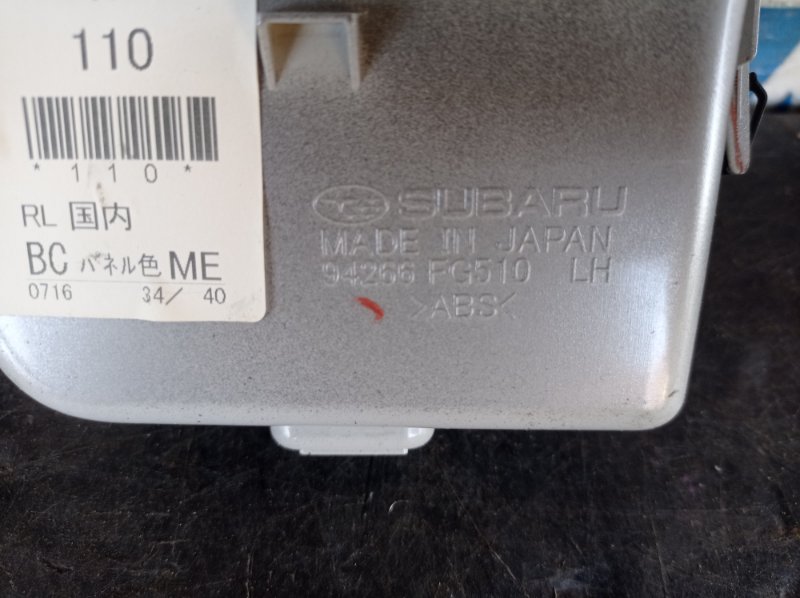 110
*110*
RL 国内
BC パネル色 ME
0716 34/ 40
SUBARU
MADE IN JAPAN
94266 FG510 LH
>ABS<